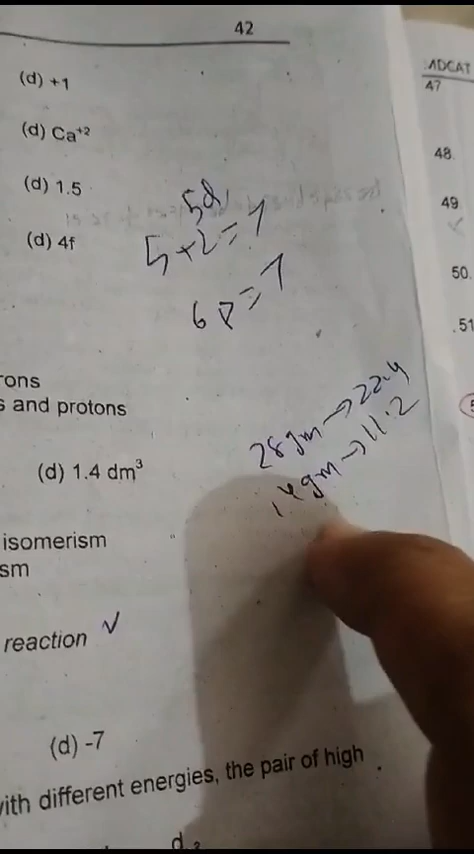 42
(d) +1
ADCAT
47
(d) Ca+2
48.
(d) 1.5
5d
49
(d) 4f
5+2=7
50.
6p=7
51
rons
s and protons
28gm→22.4
14gm→11.2
(d) 1.4 dm³
isomerism
sm
reaction ✓
(d) -7
with different energies, the pair of high